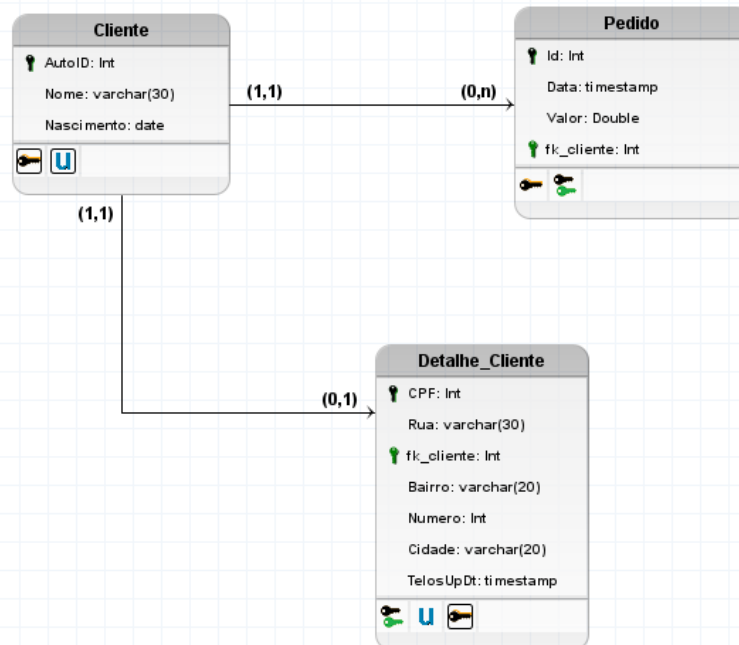 Cliente
AutoID: Int
Nome: varchar(30)
Nascimento: date
U
(1,1)
(0,n)
Pedido
Id: Int
Data: timestamp
Valor: Double
fk_cliente: Int
(1,1)
(0,1)
Detalhe_Cliente
CPF: Int
Rua: varchar(30)
fk_cliente: Int
Bairro: varchar(20)
Numero: Int
Cidade: varchar(20)
TelosUpDt: timestamp
U